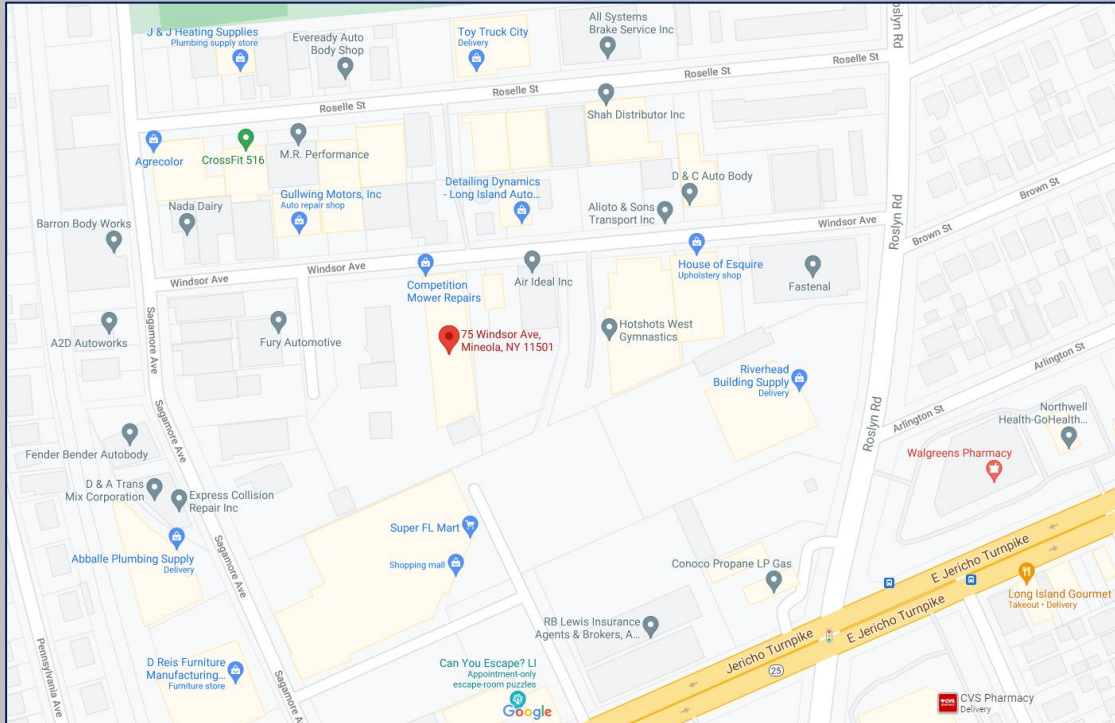 J & J Heating Supplies
Plumbing supply store
Eveready Auto
Body Shop
Toy Truck City
Delivery
All Systems
Brake Service Inc
Roslyn Rd
Roselle St
Roselle St
Roselle St
Shah Distributor Inc
Agrecolor
CrossFit 516
M.R. Performance
Gullwing Motors, Inc
Auto repair shop
Detailing Dynamics
- Long Island Auto...
D & C Auto Body
Nada Dairy
Alioto & Sons
Transport Inc
Barron Body Works
Windsor Ave
Roslyn Rd
Brown St
Brown St
Windsor Ave
Windsor Ave
Competition
Mower Repairs
Air Ideal Inc
House of Esquire
Upholstery shop
Fastenal
Sagamore Ave
A2D Autoworks
Fury Automotive
75 Windsor Ave,
Mineola, NY 11501
Hotshots West
Gymnastics
Riverhead
Building Supply
Delivery
Arlington St
Arlington St
Roslyn Rd
Northwell
Health-GoHealth...
Sagamore Ave
Fender Bender Autobody
Walgreens Pharmacy
D & A Trans
Mix Corporation
Express Collision
Repair Inc
Super FL Mart
Shopping mall
Abballe Plumbing Supply
Delivery
Sagamore Ave
Conoco Propane LP Gas
E Jericho Turnpike
E Jericho Turnpike
Long Island Gourmet
Takeout • Delivery
RB Lewis Insurance
Agents & Brokers, A...
Jericho Turnpike
25
Pennsylvania Ave
D Reis Furniture
Manufacturing...
Furniture store
Sagamore Ave
Can You Escape? LI
Appointment-only
escape-room puzzles
Google
CVS Pharmacy
Delivery